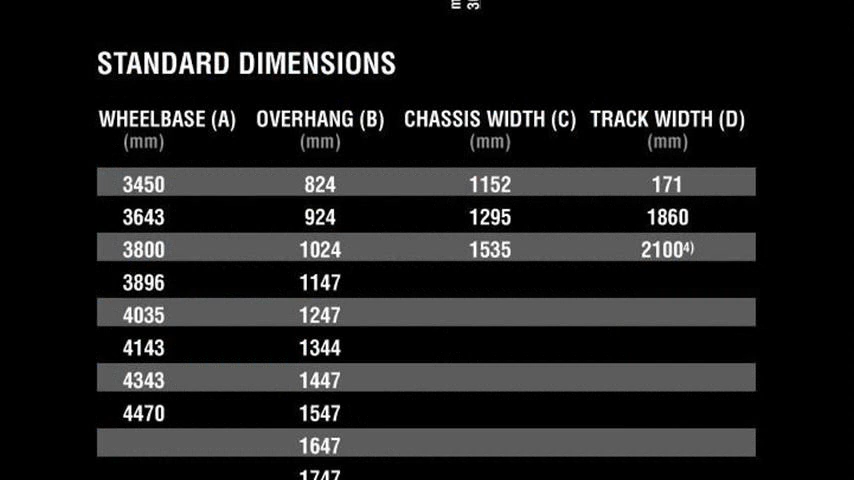 STANDARD DIMENSIONS
WHEELBASE (A) OVERHANG (B) CHASSIS WIDTH (C) TRACK WIDTH (D)
(mm) (mm) (mm) (mm)
3450 824 1152 171
3643 924 1295 1860
3800 1024 1535 2100⁴⁾
3896 1147
4035 1247
4143 1344
4343 1447
4470 1547
1647
1747